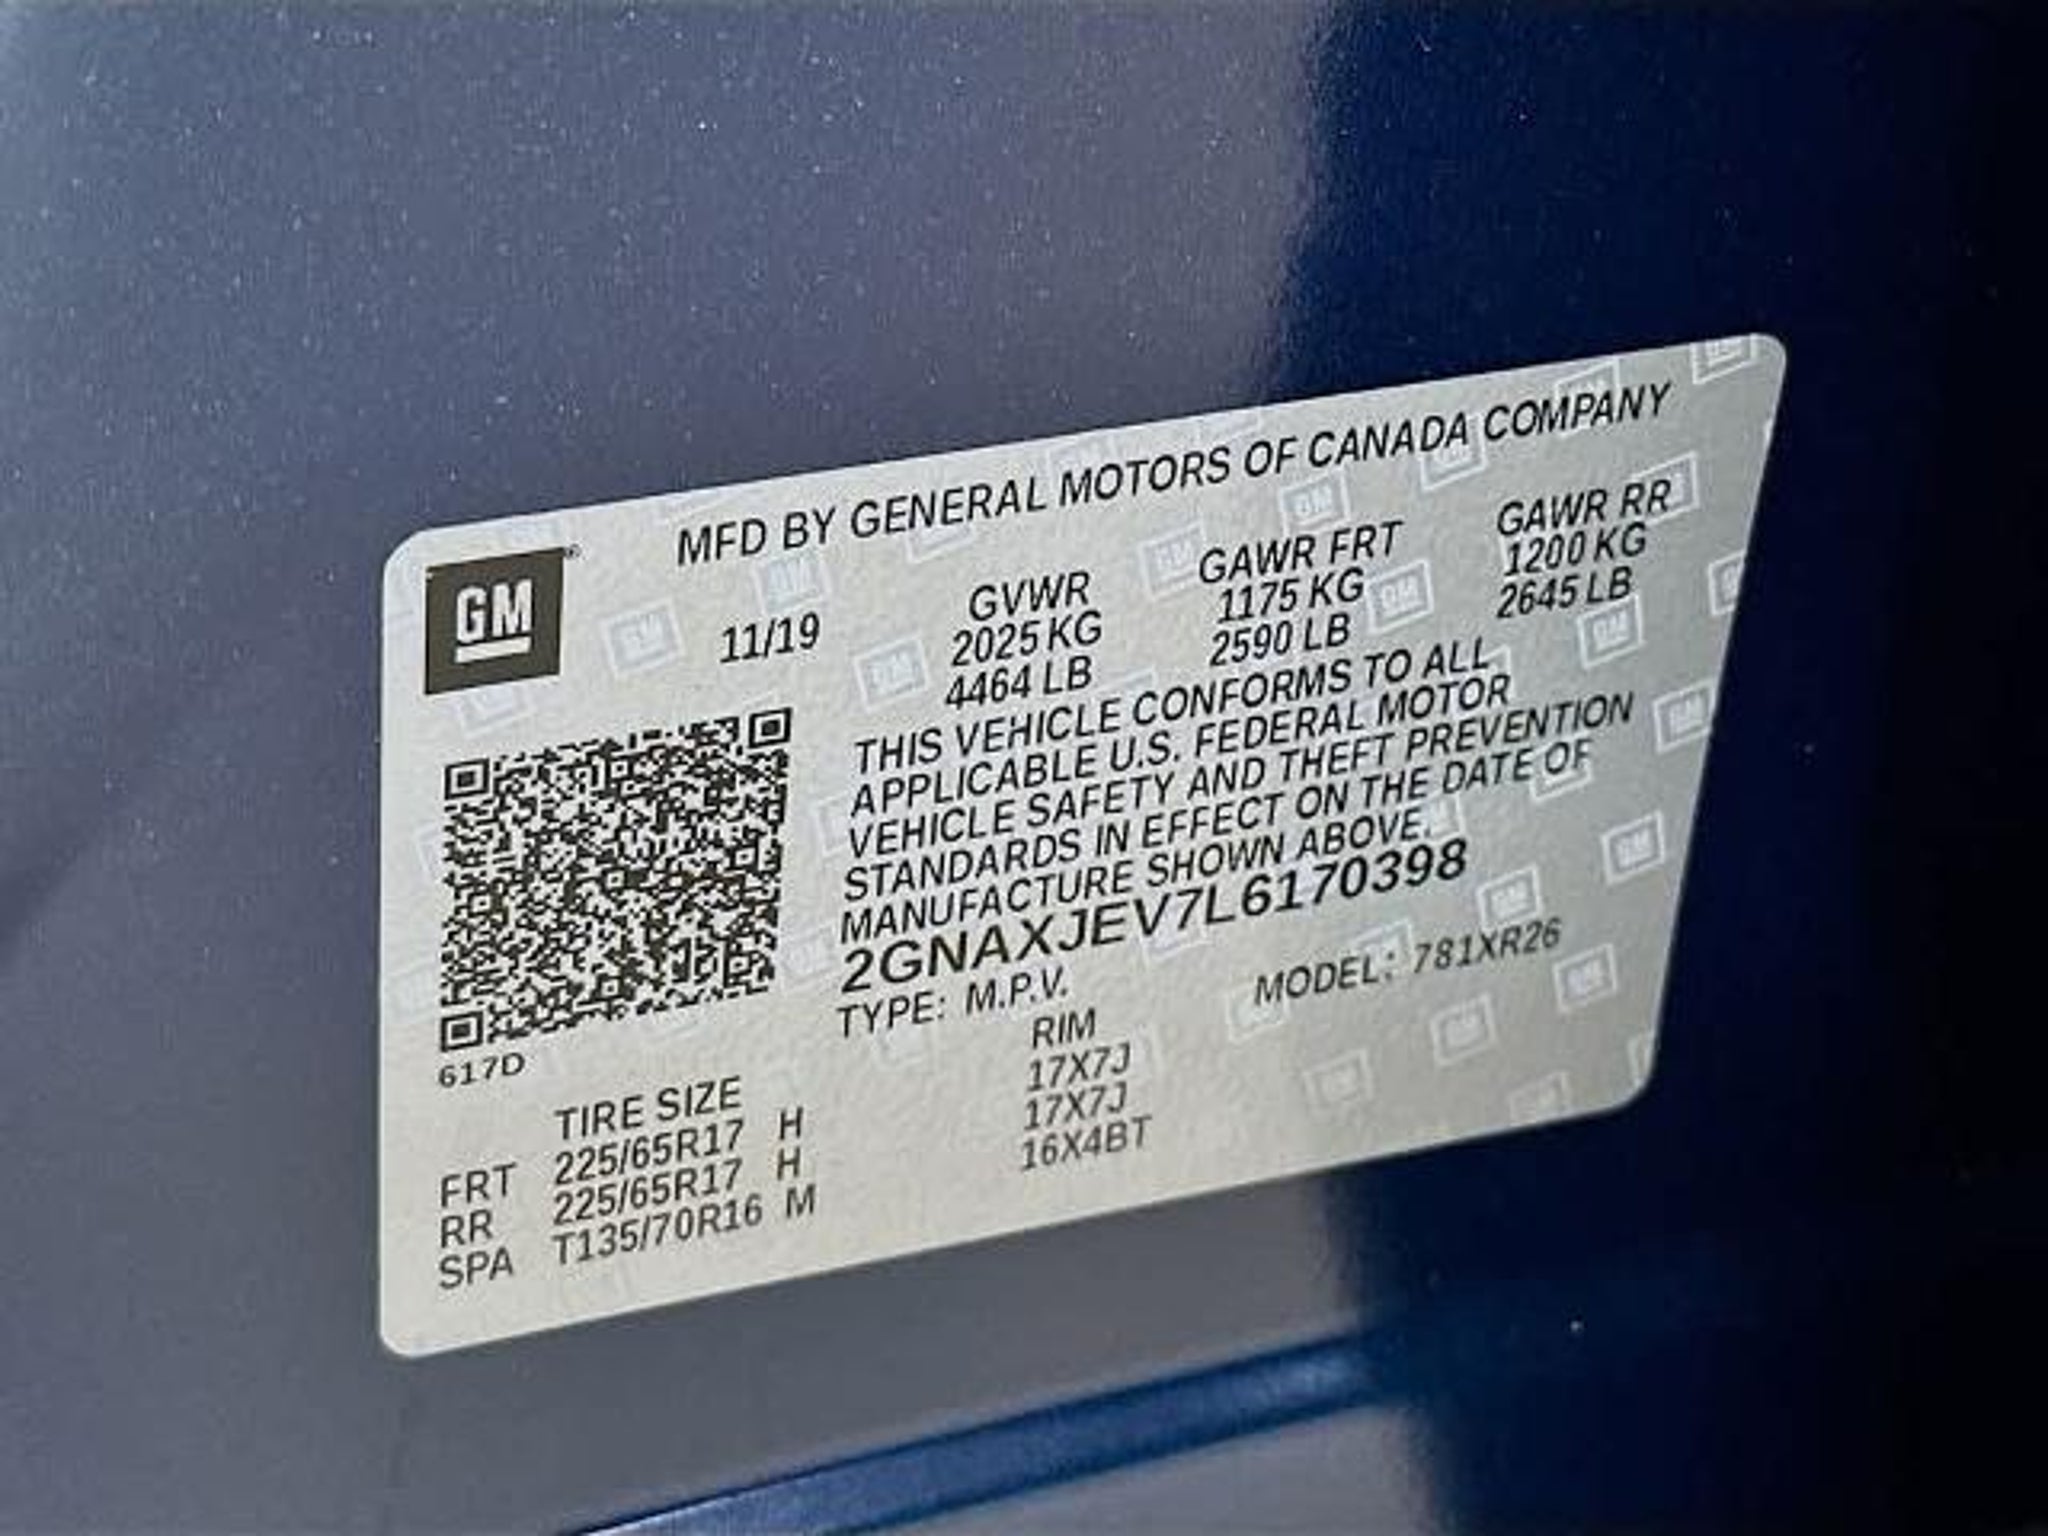 MFD BY GENERAL MOTORS OF CANADA COMPANY
GM®
11/19
GVWR GAWR FRT GAWR RR
2025 KG 1175 KG 1200 KG
4464 LB 2590 LB 2645 LB
THIS VEHICLE CONFORMS TO ALL
APPLICABLE U.S. FEDERAL MOTOR
VEHICLE SAFETY AND THEFT PREVENTION
STANDARDS IN EFFECT ON THE DATE OF
MANUFACTURE SHOWN ABOVE.
2GNAXJEV7L6170398
TYPE: M.P.V. MODEL: 781XR26
617D
TIRE SIZE RIM
FRT 225/65R17 H 17X7J
RR 225/65R17 H 17X7J
SPA T135/70R16 M 16X4BT